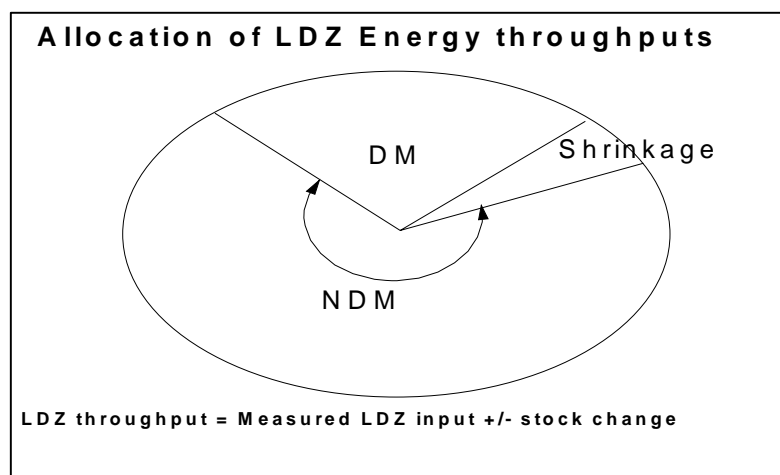 Allocation of LDZ Energy throughputs
DM
Shrinkage
NDM
LDZ throughput = Measured LDZ input +/- stock change